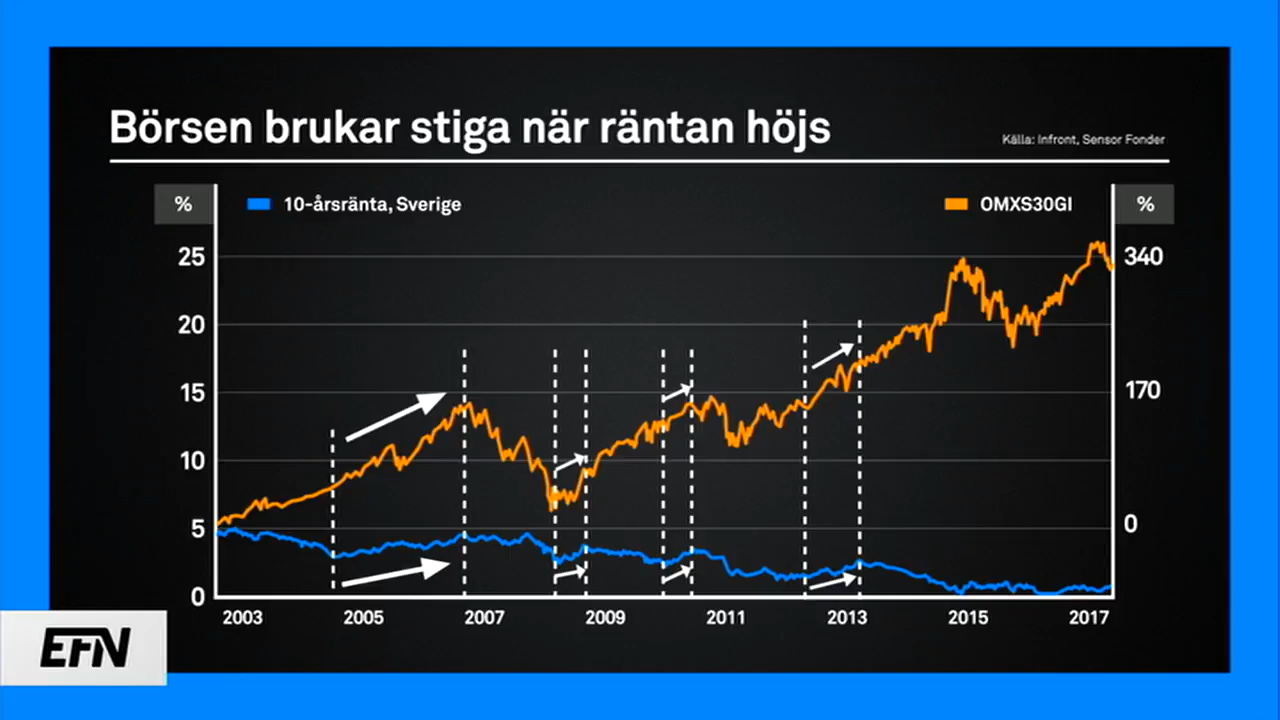 Börsen brukar stiga när räntan höjs
Källa: Infront, Sensor Fonder
%
10-årsränta, Sverige
OMXS30GI
%
25
340
20
15
170
10
5
0
0
2003 2005 2007 2009 2011 2013 2015 2017
EFN